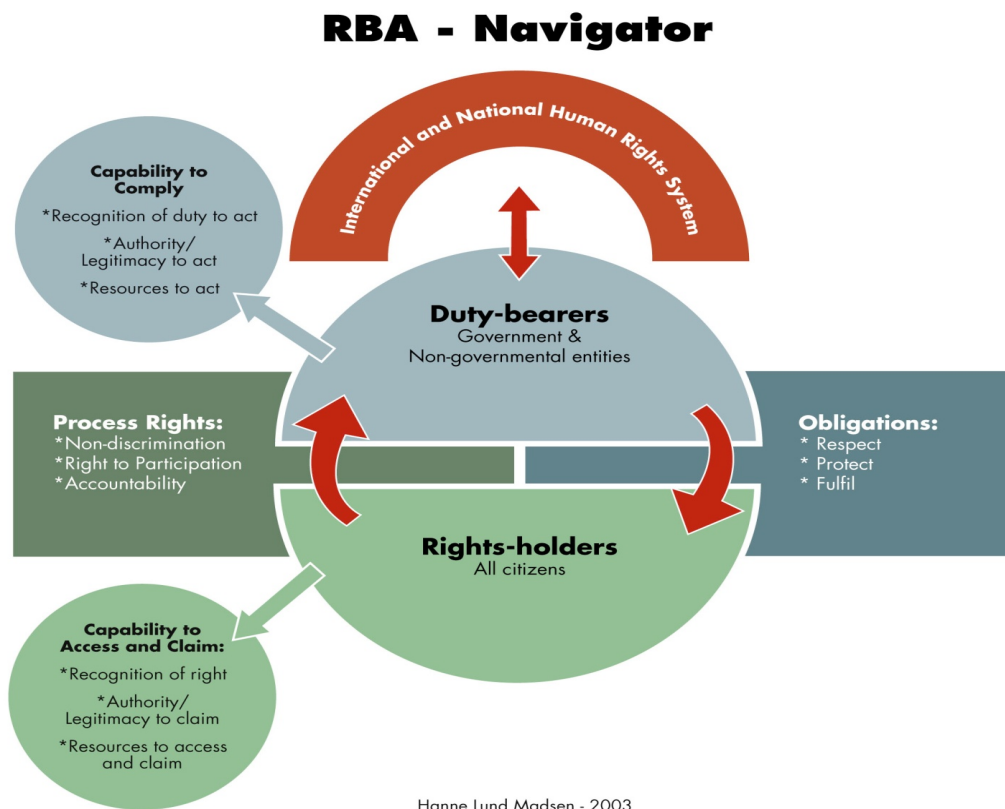 RBA - Navigator
International and National Human Rights System
Capability to
Comply
*Recognition of duty to act
*Authority/
Legitimacy to act
*Resources to act
Duty-bearers
Government &
Non-governmental entities
Process Rights:
*Non-discrimination
*Right to Participation
*Accountability
Obligations:
* Respect
* Protect
* Fulfil
Rights-holders
All citizens
Capability to
Access and Claim:
*Recognition of right
*Authority/
Legitimacy to claim
*Resources to access
and claim
Hanne Lund Madsen - 2003